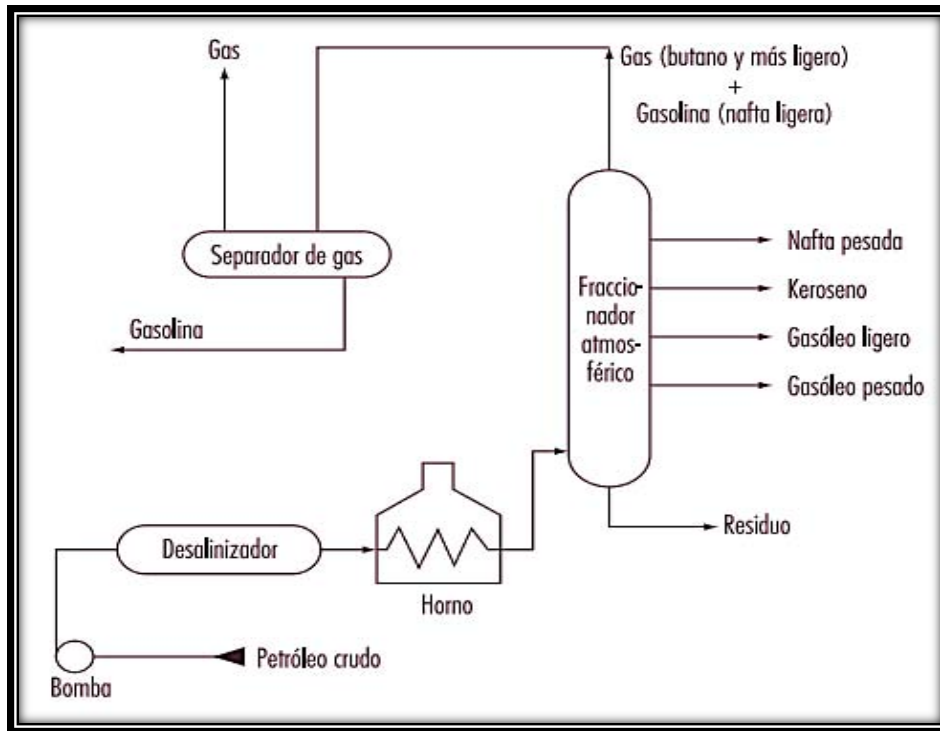 Gas
Gas (butano y más ligero)
+
Gasolina (nafta ligera)
Separador de gas
Gasolina
Fraccio-
nador
atmos-
férico
Nafta pesada
Keroseno
Gasóleo ligero
Gasóleo pesado
Residuo
Desalinizador
Horno
Petróleo crudo
Bomba